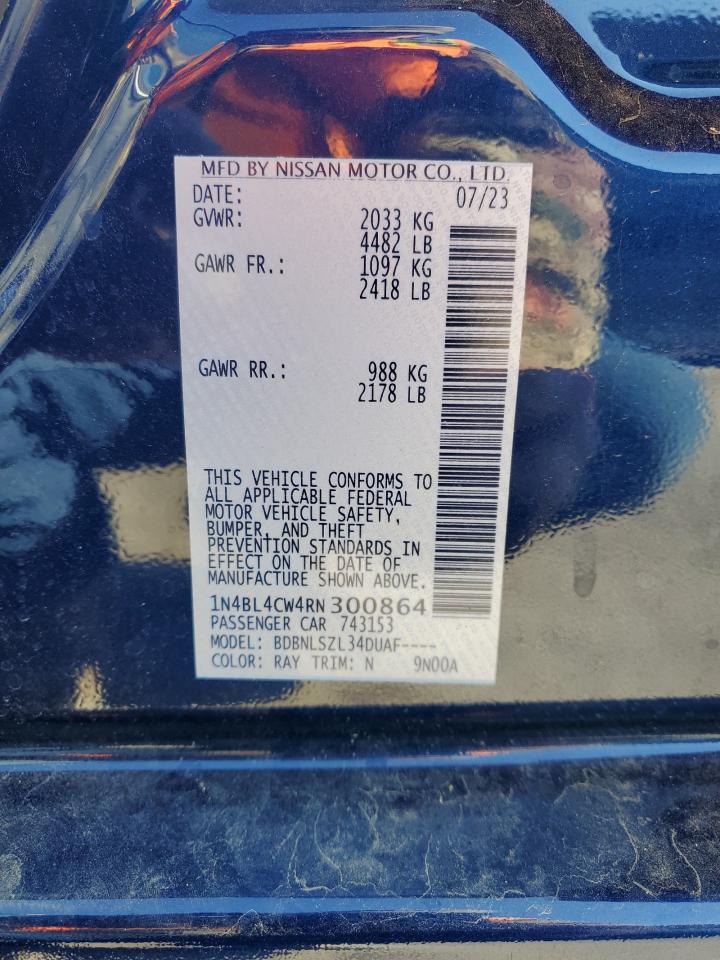 MFD BY NISSAN MOTOR CO., LTD.
DATE: 07/23
GVWR: 2033 KG
4482 LB
GAWR FR.: 1097 KG
2418 LB
GAWR RR.: 988 KG
2178 LB
THIS VEHICLE CONFORMS TO
ALL APPLICABLE FEDERAL
MOTOR VEHICLE SAFETY,
BUMPER, AND THEFT
PREVENTION STANDARDS IN
EFFECT ON THE DATE OF
MANUFACTURE SHOWN ABOVE.
1N4BL4CW4RN300864
PASSENGER CAR 743153
MODEL: BDBNLSZL34DUAF----
COLOR: RAY TRIM: N 9N00A